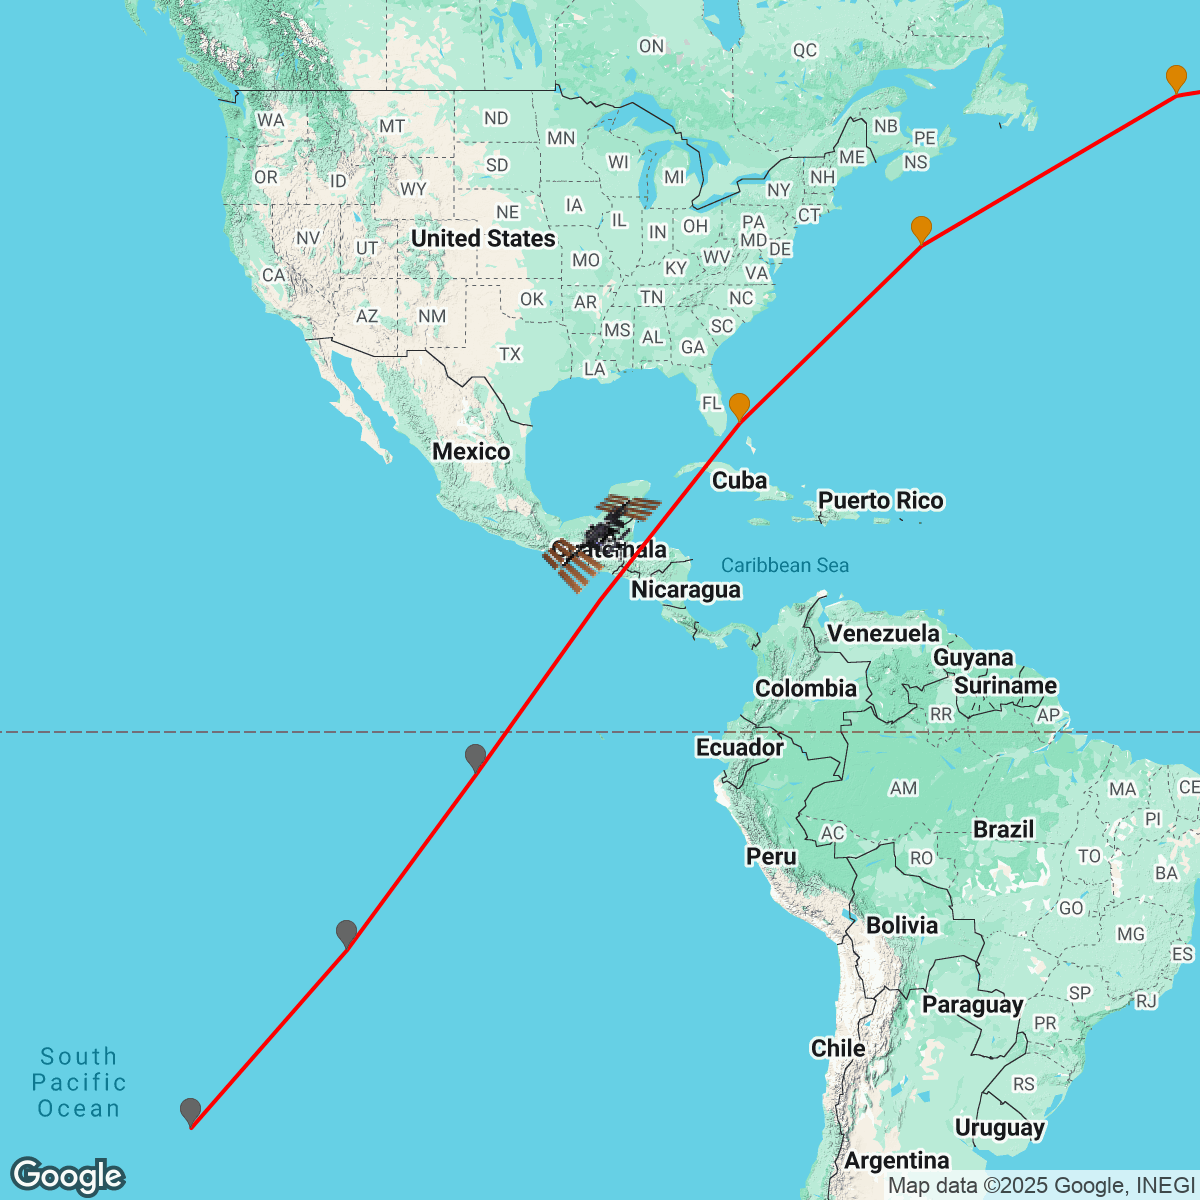 ON
QC
WA
MT
ND
MN
NB
PE
NS
ME
OR
ID
SD
WI
MI
NH
WY
NY
CT
NE
IA
IL
IN
OH
PA
NV
UT
United States
MO
KY
WV
MD
DE
CA
VA
OK
AR
TN
NC
AZ
NM
MS
AL
SC
GA
TX
LA
FL
Mexico
Cuba
Puerto Rico
Guatemala
Caribbean Sea
Nicaragua
Venezuela
Guyana
Colombia
Suriname
RR
AP
Ecuador
AM
MA
CE
PI
AC
Brazil
Peru
RO
TO
BA
GO
Bolivia
MG
ES
SP
RJ
Paraguay
PR
Chile
South
Pacific
Ocean
RS
Uruguay
Argentina
Google
Map data ©2025 Google, INEGI